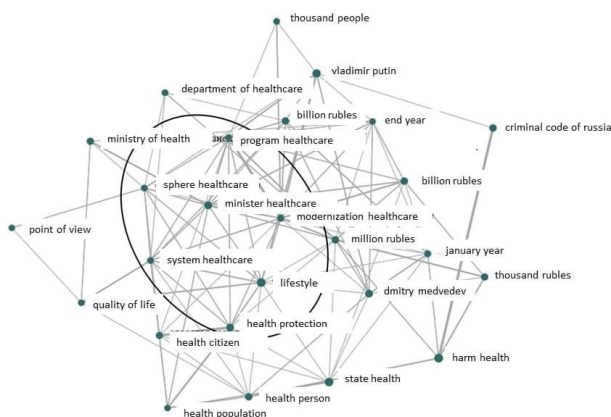 thousand people
vladimir putin
department of healthcare
billion rubles
end year
criminal code of russia
ministry of health
program healthcare
sphere healthcare
billion rubles
minister healthcare
modernization healthcare
point of view
million rubles
january year
system healthcare
thousand rubles
lifestyle
dmitry medvedev
quality of life
health protection
health citizen
harm health
state health
health person
health population